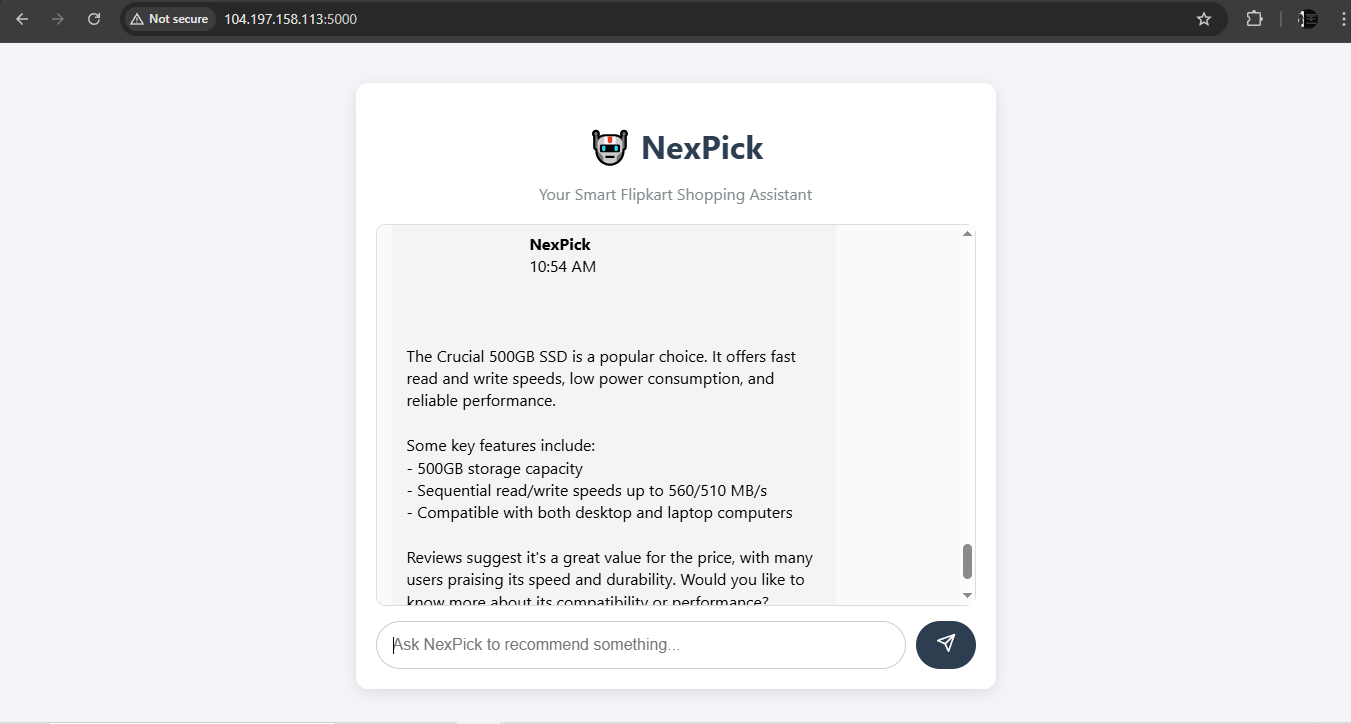 Not secure
104.197.158.113:5000
NexPick
Your Smart Flipkart Shopping Assistant
NexPick
10:54 AM
The Crucial 500GB SSD is a popular choice. It offers fast
read and write speeds, low power consumption, and
reliable performance.
Some key features include:
- 500GB storage capacity
- Sequential read/write speeds up to 560/510 MB/s
- Compatible with both desktop and laptop computers
Reviews suggest it's a great value for the price, with many
users praising its speed and durability. Would you like to
know more about its compatibility or performance?
Ask NexPick to recommend something...